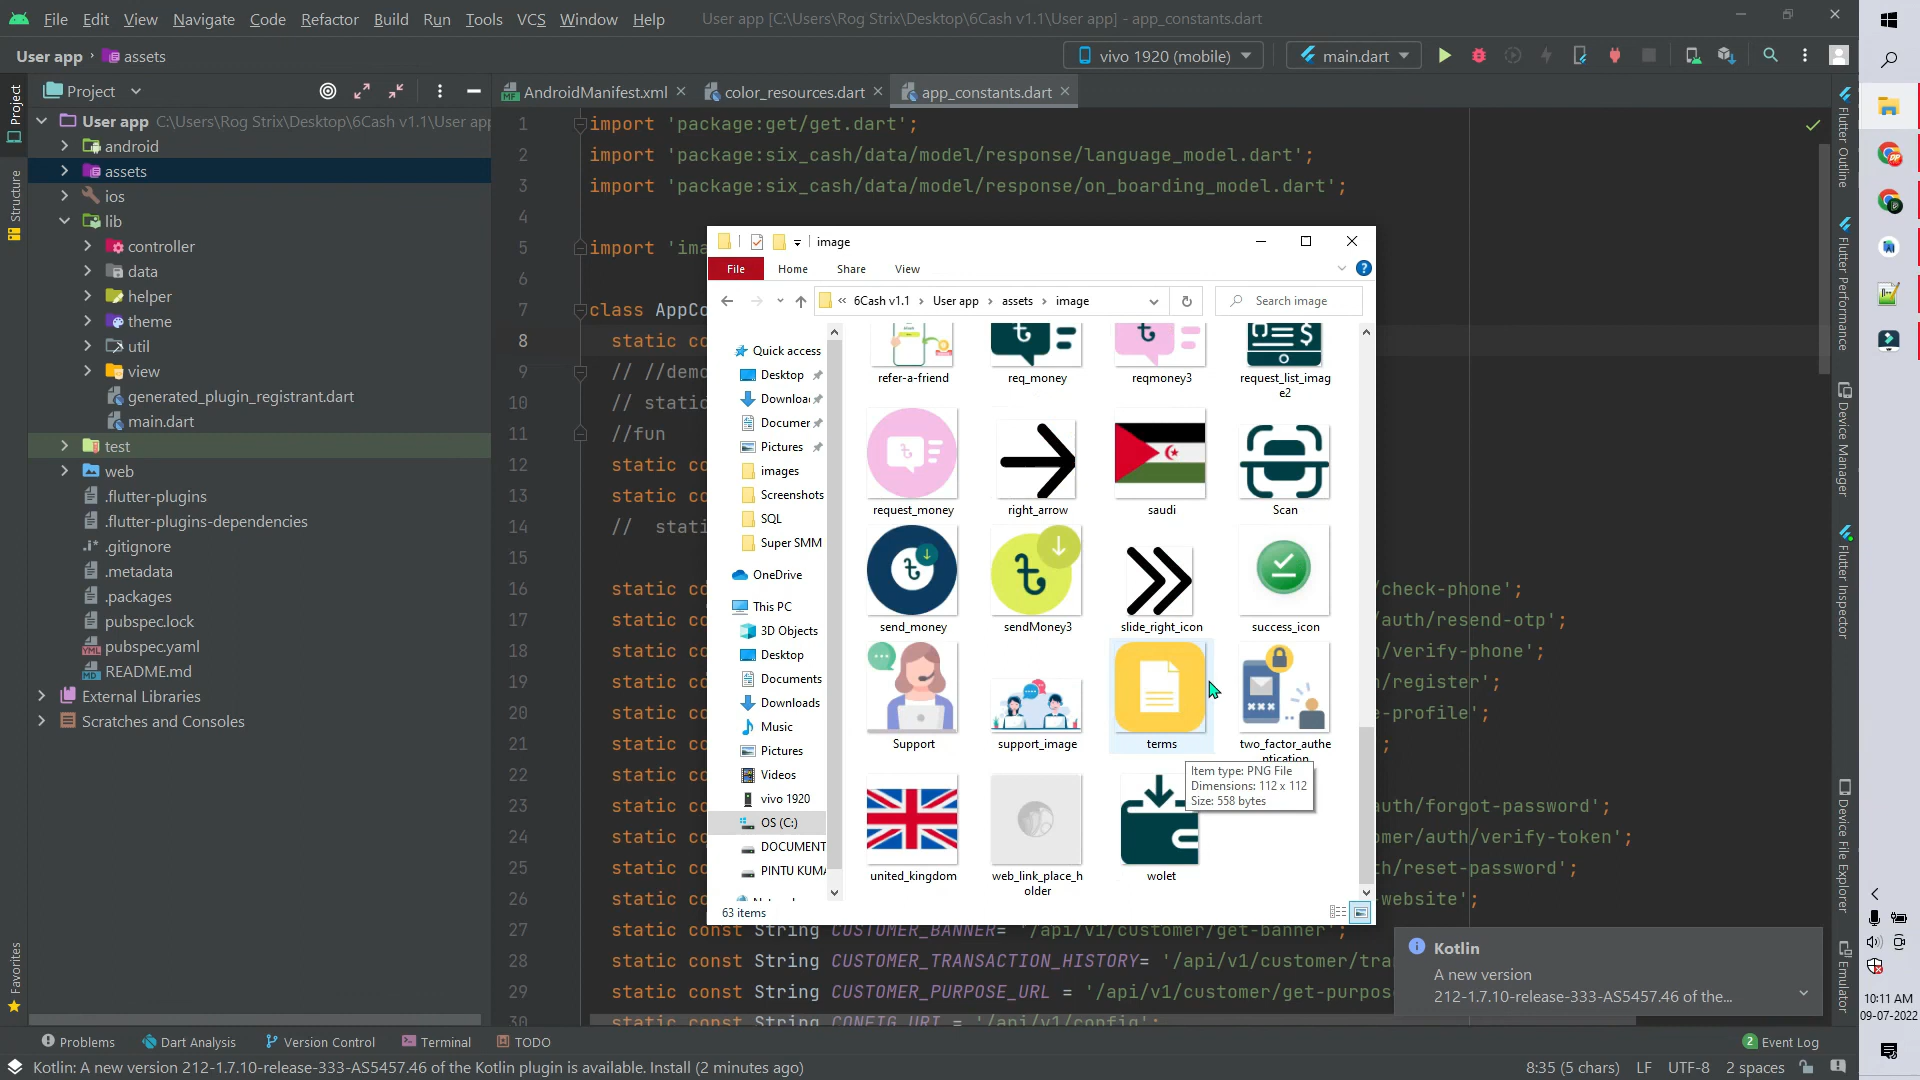 File Edit View Navigate Code Refactor Build Run Tools VCS Window Help User app [C:\Users\Rog Strix\Desktop\6Cash v1.1\User app] - app_constants.dart
User app assets vivo 1920 (mobile) main.dart
Project
AndroidManifest.xml color_resources.dart app_constants.dart
User app C:\Users\Rog Strix\Desktop\6Cash v1.1\User app
android
assets
ios
lib
controller
data
helper
theme
util
view
generated_plugin_registrant.dart
main.dart
test
web
.flutter-plugins
.flutter-plugins-dependencies
.gitignore
.metadata
.packages
pubspec.lock
pubspec.yaml
README.md
External Libraries
Scratches and Consoles
Project
Structure
Favorites
1 import 'package:get/get.dart';
2 import 'package:six_cash/data/model/response/language_model.dart';
3 import 'package:six_cash/data/model/response/on_boarding_model.dart';
4
5 import 'ima
6
7 class AppCo
8 static co
9 // //demo
10 // static
11 //fun
12 static co
13 static co
14 // stati
15
16 static co /check-phone';
17 static co auth/resend-otp';
18 static co /verify-phone';
19 static co /register';
20 static co e-profile';
21 static co ;
22 static co
23 static co auth/forgot-password';
24 static co omer/auth/verify-token';
25 static co th/reset-password';
26 static co website';
27 static const String CUSTOMER_BANNER= '/api/v1/customer/get-banner';
28 static const String CUSTOMER_TRANSACTION_HISTORY= '/api/v1/customer/tra
29 static const String CUSTOMER_PURPOSE_URL = '/api/v1/customer/get-purpos
30 static const String CONFIG_URI = '/api/v1/config';
image
File Home Share View
6Cash v1.1 User app assets image Search image
Quick access
Desktop
Downloa
Documer
Pictures
images
Screenshots
SQL
Super SMM
OneDrive
This PC
3D Objects
Desktop
Documents
Downloads
Music
Pictures
Videos
vivo 1920
OS (C:)
DOCUMENT
PINTU KUMA
refer-a-friend req_money reqmoney3 request_list_imag
e2
request_money right_arrow saudi Scan
send_money sendMoney3 slide_right_icon success_icon
Support support_image terms two_factor_authe
ntication
Item type: PNG File
Dimensions: 112 x 112
Size: 558 bytes
united_kingdom web_link_place_h
older wolet
63 items
Kotlin
A new version
212-1.7.10-release-333-AS5457.46 of the...
Flutter Outline
Flutter Performance
Device Manager
Flutter Inspector
Device File Explorer
Emulator
Problems Dart Analysis Version Control Terminal TODO 2 Event Log
Kotlin: A new version 212-1.7.10-release-333-AS5457.46 of the Kotlin plugin is available. Install (2 minutes ago) 8:35 (5 chars) LF UTF-8 2 spaces
10:11 AM
09-07-2022